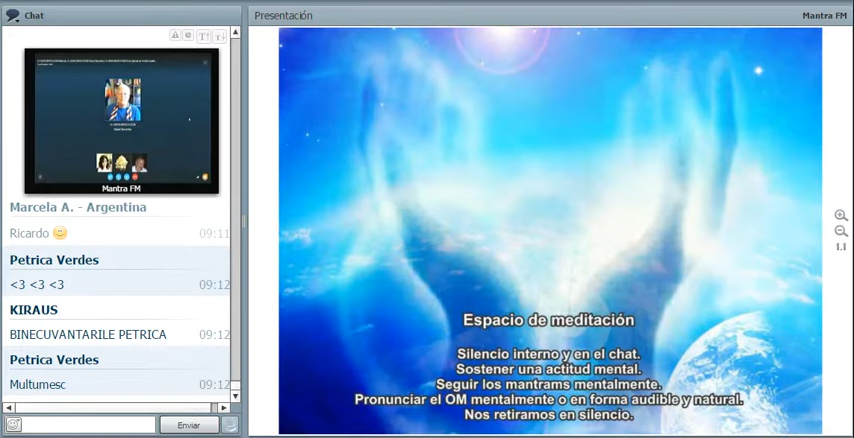 Chat
Presentación
Mantra FM
Mantra FM
Marcela A. - Argentina
Ricardo
09:11
Petrica Verdes
<3 <3 <3
09:12
KIRAUS
BINECUVANTARILE PETRICA
09:12
Petrica Verdes
Multumesc
09:12
Enviar
Espacio de meditación
Silencio interno y en el chat.
Sostener una actitud mental.
Seguir los mantrams mentalmente.
Pronunciar el OM mentalmente o en forma audible y natural.
Nos retiramos en silencio.
1.1